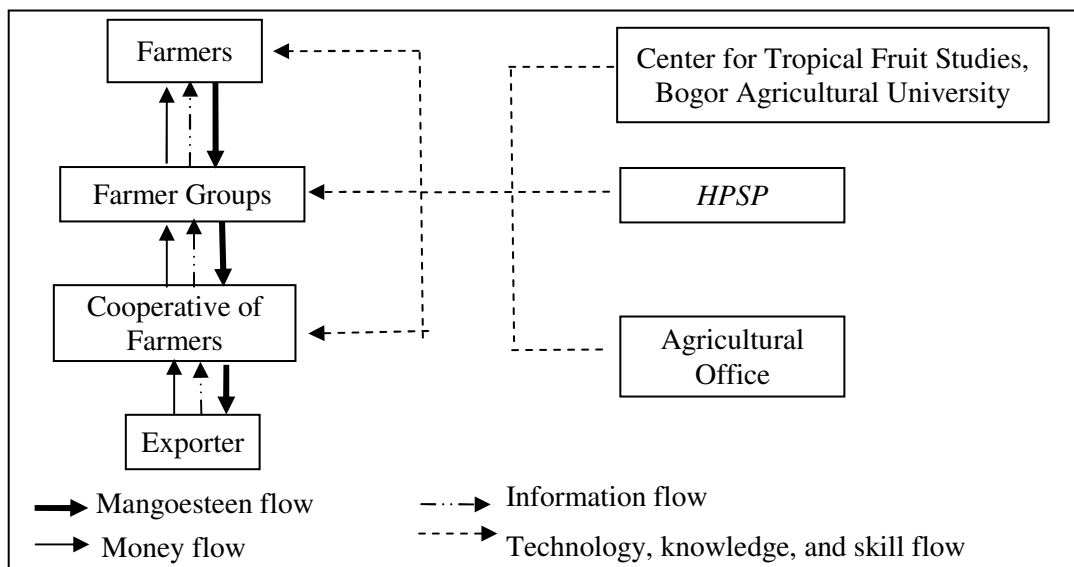 Farmers
Center for Tropical Fruit Studies,
Bogor Agricultural University
Farmer Groups
HPSP
Cooperative of
Farmers
Agricultural
Office
Exporter
Mangoesteen flow
Information flow
Money flow
Technology, knowledge, and skill flow